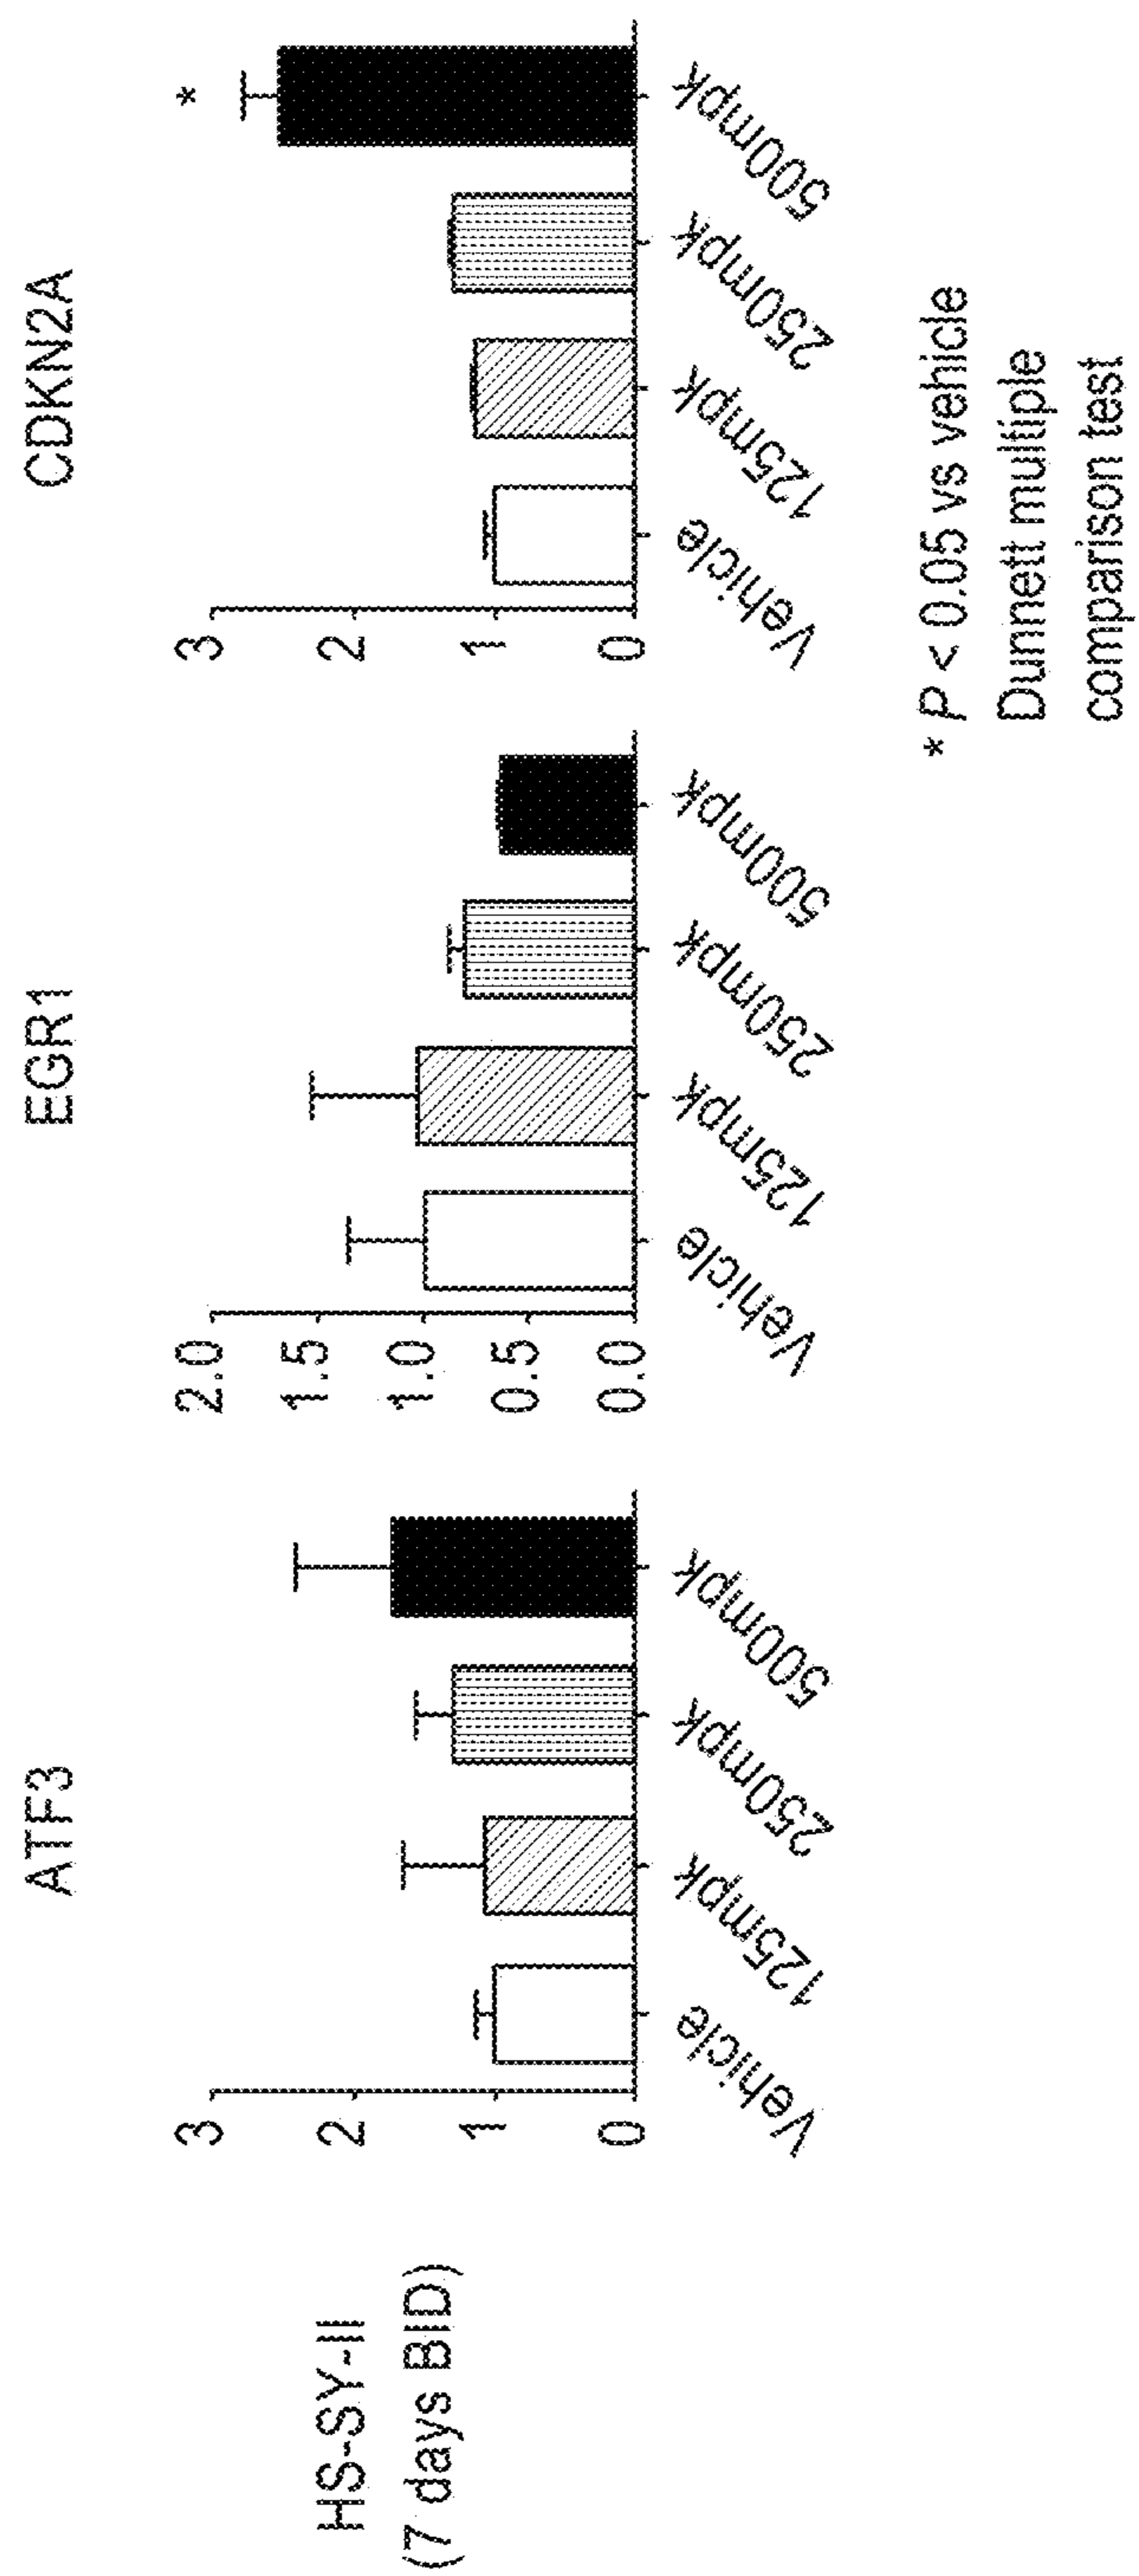 HS-SY-II
(7 days BID)
ATF3
3
2
1
0
Vehicle
125mpk
250mpk
500mpk
EGR1
2.0
1.5
1.0
0.5
0.0
Vehicle
125mpk
250mpk
500mpk
CDKN2A
3
2
1
0
*
Vehicle
125mpk
250mpk
500mpk
* P < 0.05 vs vehicle
Dunnett multiple
comparison test